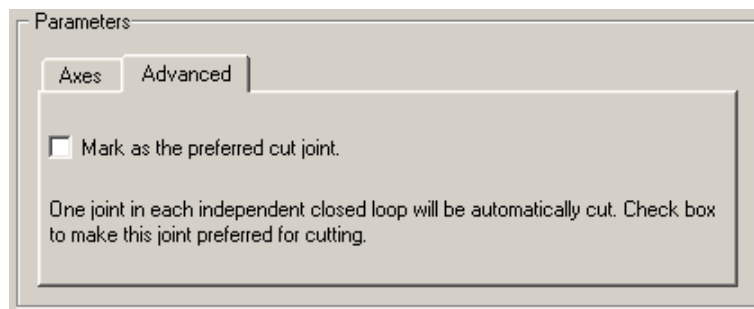 Parameters
Axes
Advanced
Mark as the preferred cut joint.
One joint in each independent closed loop will be automatically cut. Check box
to make this joint preferred for cutting.